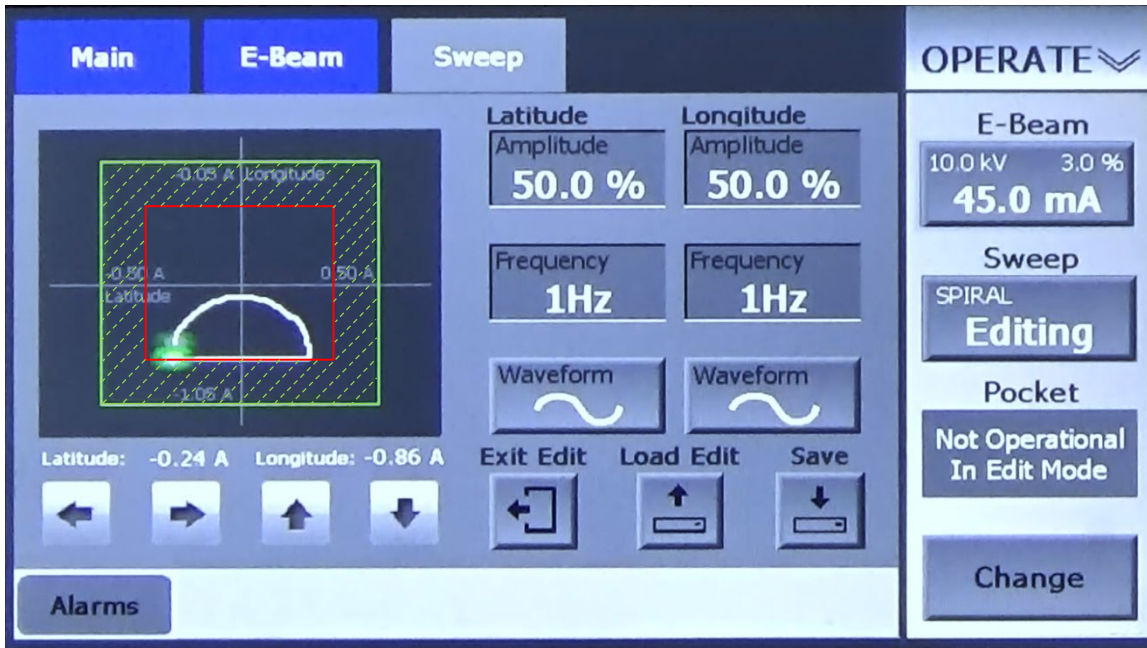 Main
E-Beam
Sweep
OPERATE
Latitude
Longitude
Amplitude
50.0 %
Amplitude
50.0 %
Frequency
1Hz
Frequency
1Hz
Waveform
Waveform
-0.05 A Longitude
-0.50 A
0.50 A
Latitude
-1.05 A
Latitude: -0.24 A Longitude: -0.86 A
Exit Edit
Load Edit
Save
Alarms
E-Beam
10.0 kV 3.0 %
45.0 mA
Sweep
SPIRAL
Editing
Pocket
Not Operational
In Edit Mode
Change